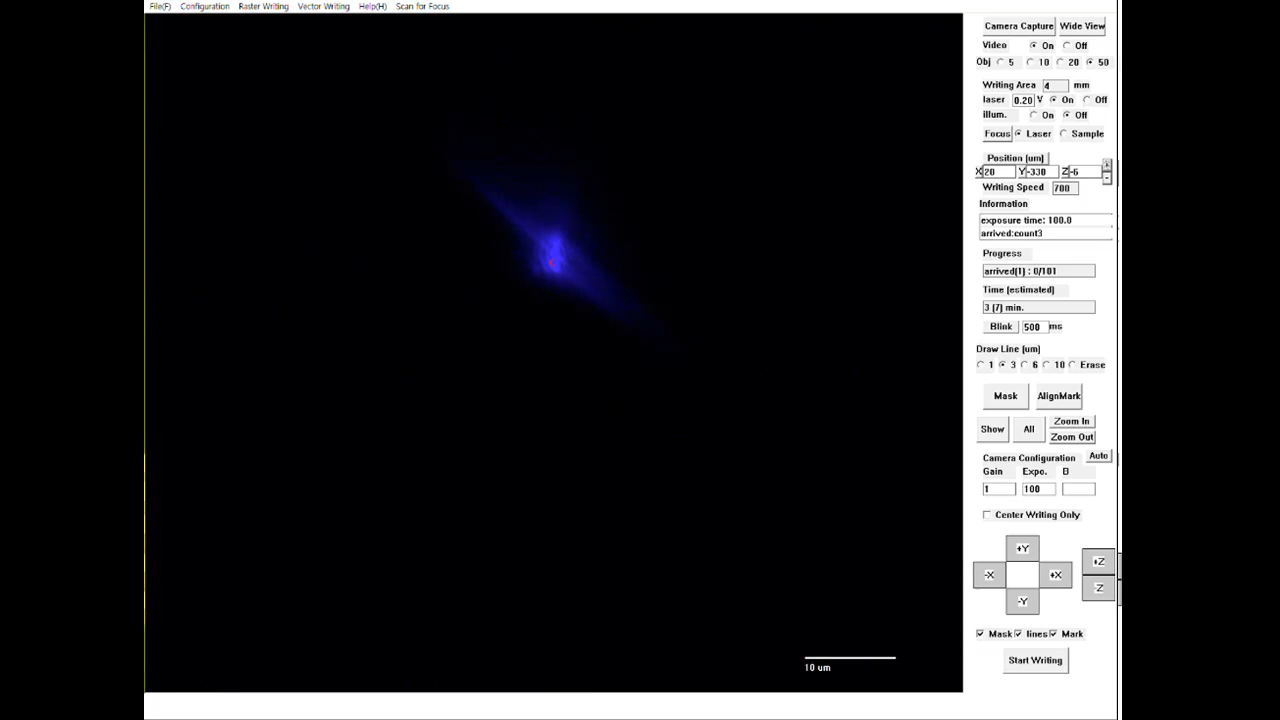 File(F) Configuration Raster Writing Vector Writing Help(H) Scan for Focus
Camera Capture Wide View
Video On Off
Obj 5 10 20 50
Writing Area 4 mm
laser 0.20 V On Off
illum. On Off
Focus Laser Sample
Position (um)
X 20 Y -330 Z -6 + -
Writing Speed 700
Information
exposure time: 100.0
arrived:count3
Progress
arrived(1) : 0/101
Time (estimated)
3 (7) min.
Blink 500 ms
Draw Line (um)
1 3 6 10 Erase
Mask AlignMark
Show All Zoom In
Zoom Out
Camera Configuration Auto
Gain Expo. B
1 100
Center Writing Only
+Y
-X +X
-Y
+Z
-Z
Mask lines Mark
Start Writing
10 um